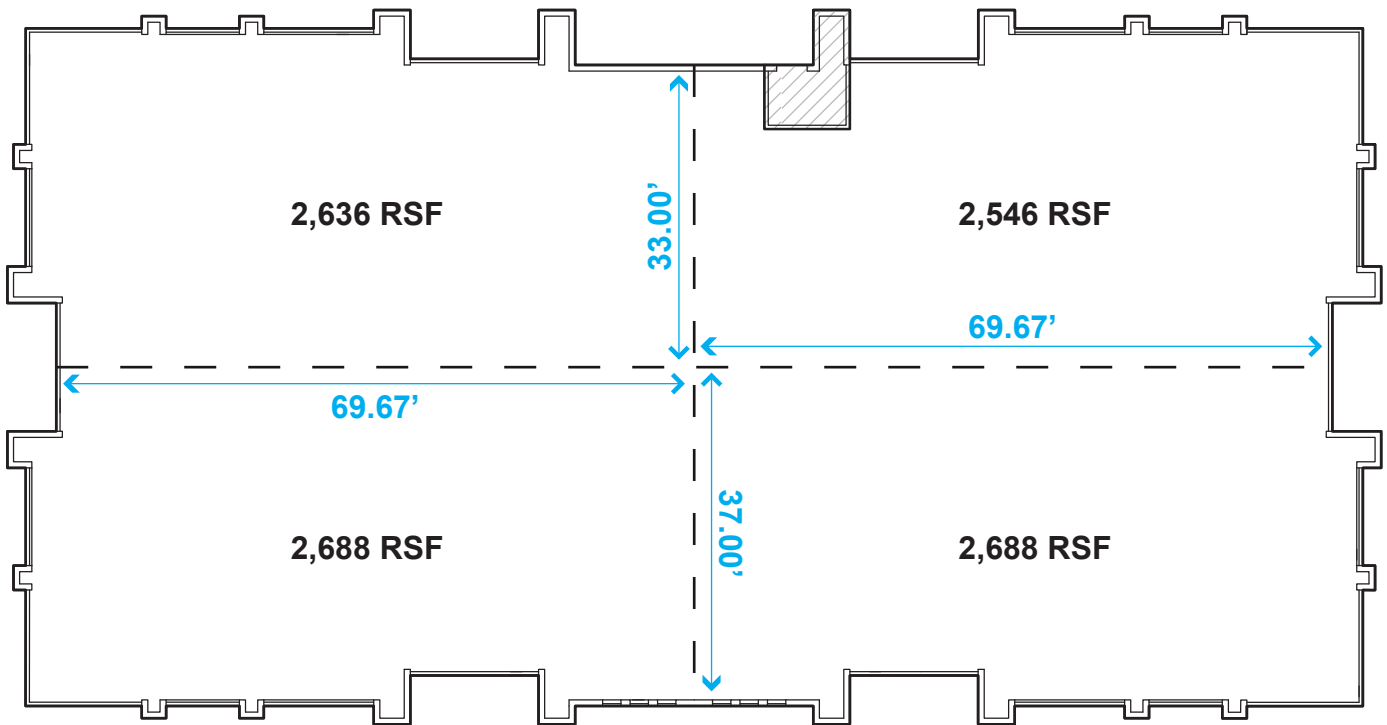 2,636 RSF
2,546 RSF
33.00’
69.67’
69.67’
37.00’
2,688 RSF
2,688 RSF